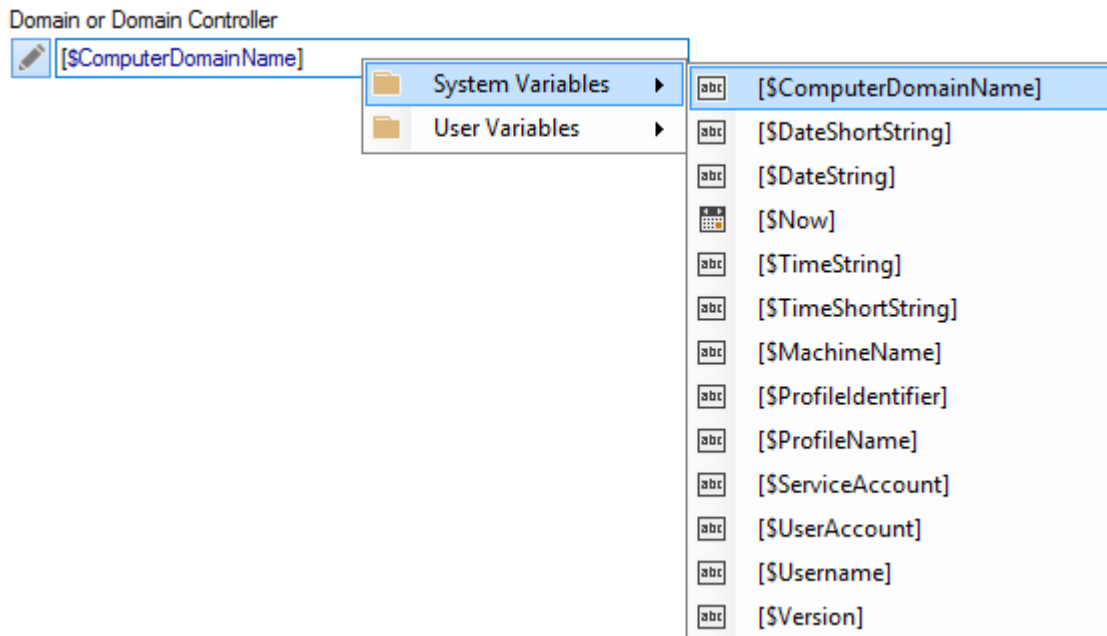 Domain or Domain Controller
[$ComputerDomainName]
System Variables
User Variables
[$ComputerDomainName]
[$DateShortString]
[$DateString]
[$Now]
[$TimeString]
[$TimeShortString]
[$MachineName]
[$ProfileIdentifier]
[$ProfileName]
[$ServiceAccount]
[$UserAccount]
[$Username]
[$Version]